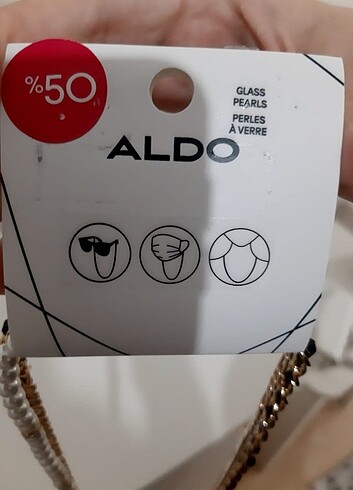 %50
GLASS
PEARLS
PERLES
À VERRE
ALDO